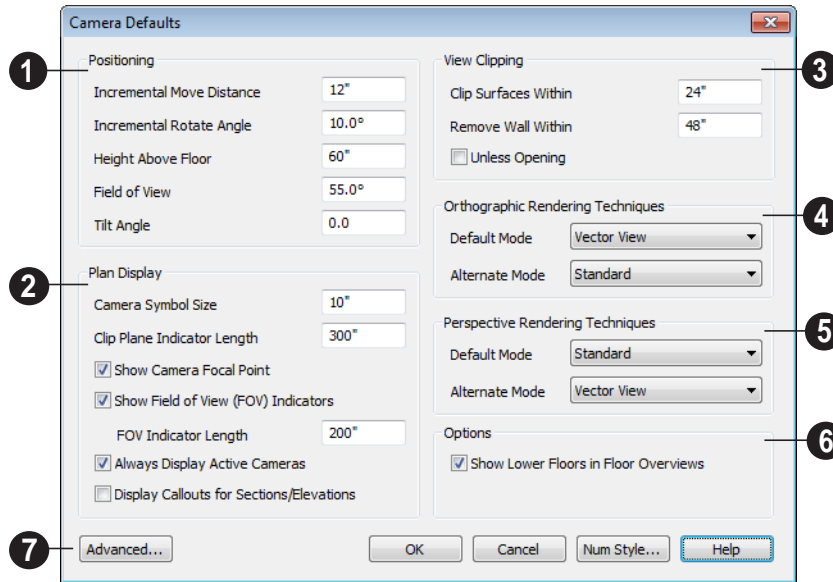 Camera Defaults
1
Positioning
Incremental Move Distance 12"
Incremental Rotate Angle 10.0°
Height Above Floor 60"
Field of View 55.0°
Tilt Angle 0.0
2
Plan Display
Camera Symbol Size 10"
Clip Plane Indicator Length 300"
Show Camera Focal Point
Show Field of View (FOV) Indicators
FOV Indicator Length 200"
Always Display Active Cameras
Display Callouts for Sections/Elevations
3
View Clipping
Clip Surfaces Within 24"
Remove Wall Within 48"
Unless Opening
4
Orthographic Rendering Techniques
Default Mode Vector View
Alternate Mode Standard
5
Perspective Rendering Techniques
Default Mode Standard
Alternate Mode Vector View
6
Options
Show Lower Floors in Floor Overviews
7
Advanced... OK Cancel Num Style... Help